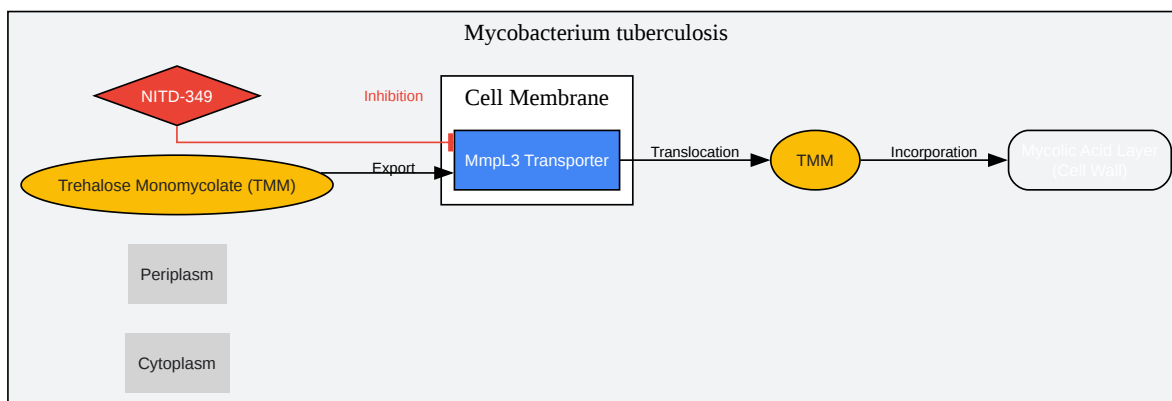 Mycobacterium tuberculosis
NITD-349
Inhibition
Cell Membrane
MmpL3 Transporter
Trehalose Monomycolate (TMM)
Export
Translocation
TMM
Incorporation
Mycolic Acid Layer
(Cell Wall)
Periplasm
Cytoplasm